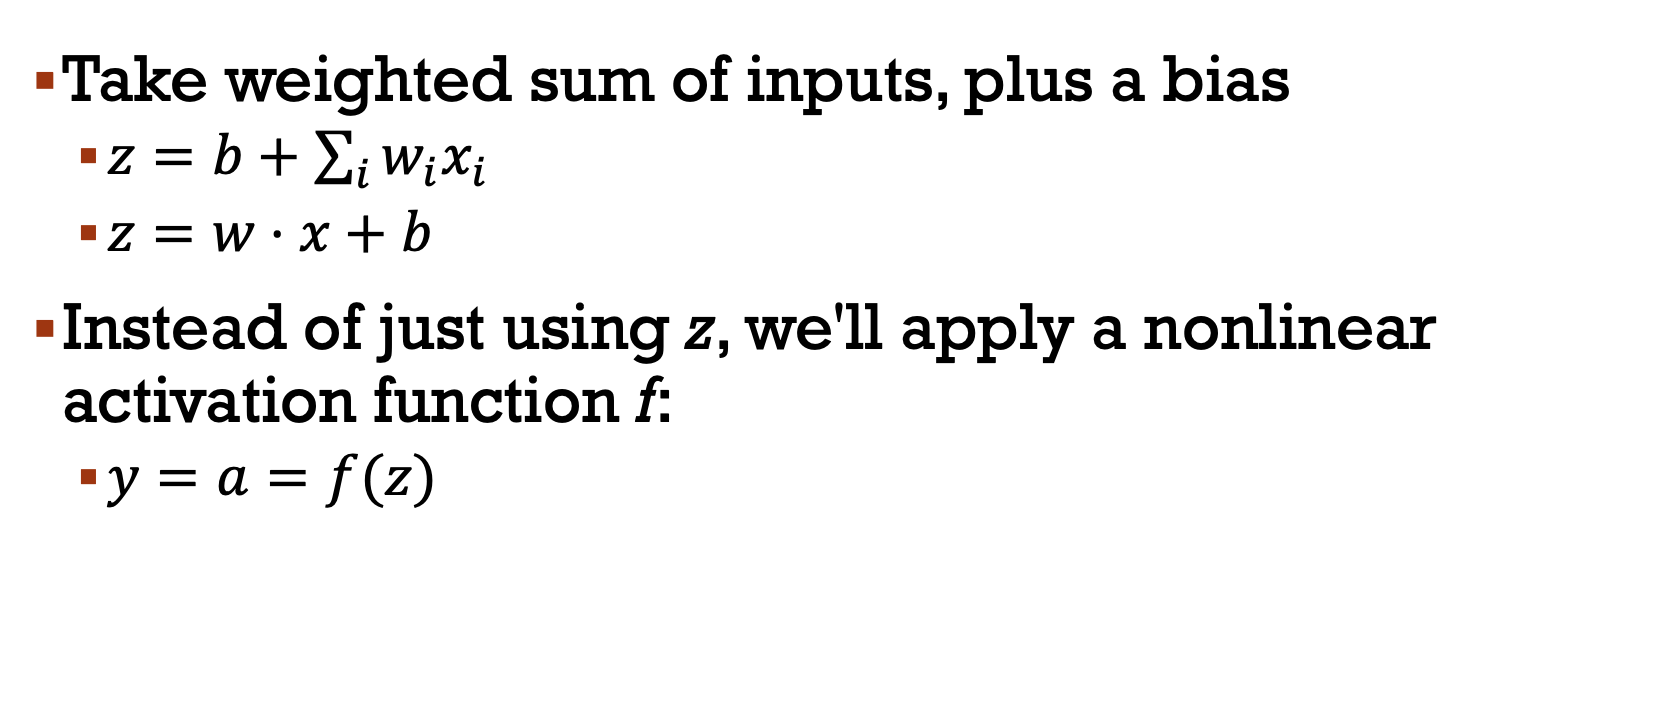 ▪Take weighted sum of inputs, plus a bias
▪z = b + ∑ᵢ wᵢxᵢ
▪z = w · x + b
▪Instead of just using z, we'll apply a nonlinear
activation function f:
▪y = a = f(z)